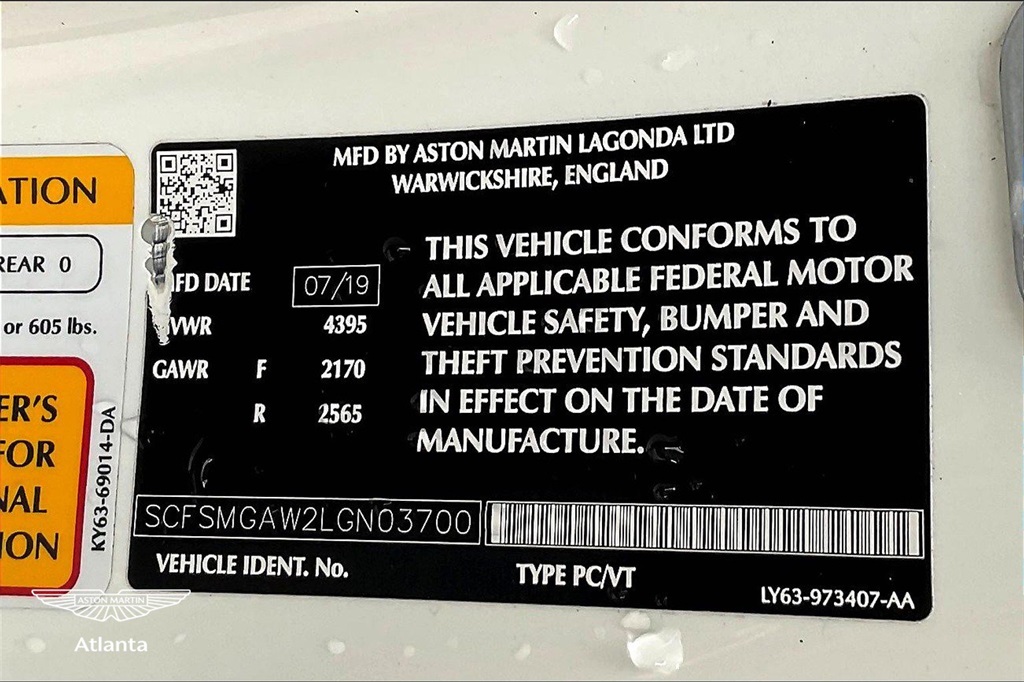 ATION
REAR 0
or 605 lbs.
ER'S
FOR
NAL
ION
KY63-69014-DA
MFD BY ASTON MARTIN LAGONDA LTD
WARWICKSHIRE, ENGLAND
THIS VEHICLE CONFORMS TO
ALL APPLICABLE FEDERAL MOTOR
VEHICLE SAFETY, BUMPER AND
THEFT PREVENTION STANDARDS
IN EFFECT ON THE DATE OF
MANUFACTURE.
FD DATE 07/19
VWR 4395
GAWR F 2170
R 2565
SCFSMGAW2LGN03700
VEHICLE IDENT. No.
TYPE PC/VT
LY63-973407-AA
ASTON MARTIN
Atlanta